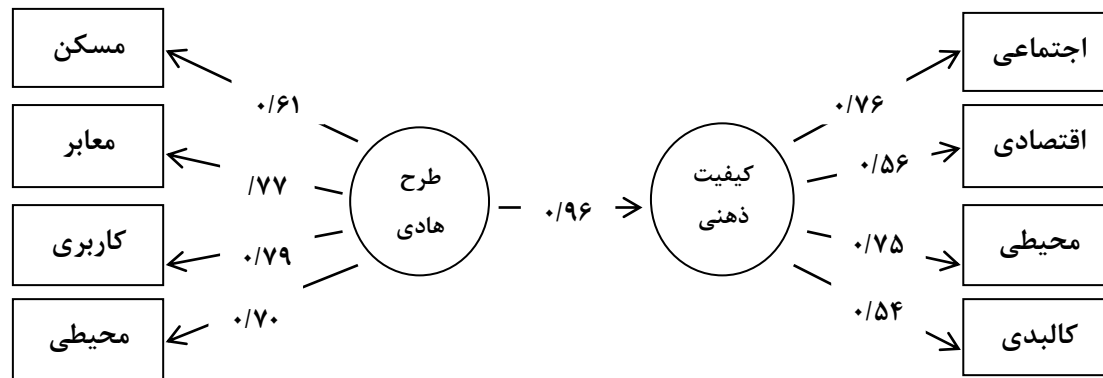 مسکن
معابر
کاربری
محیطی
۰/۶۱
/۷۷
۰/۷۹
۰/۷۰
طرح
هادی
۰/۹۶
کیفیت
ذهنی
۰/۷۶
۰/۵۶
۰/۷۵
۰/۵۴
اجتماعی
اقتصادی
محیطی
کالبدی